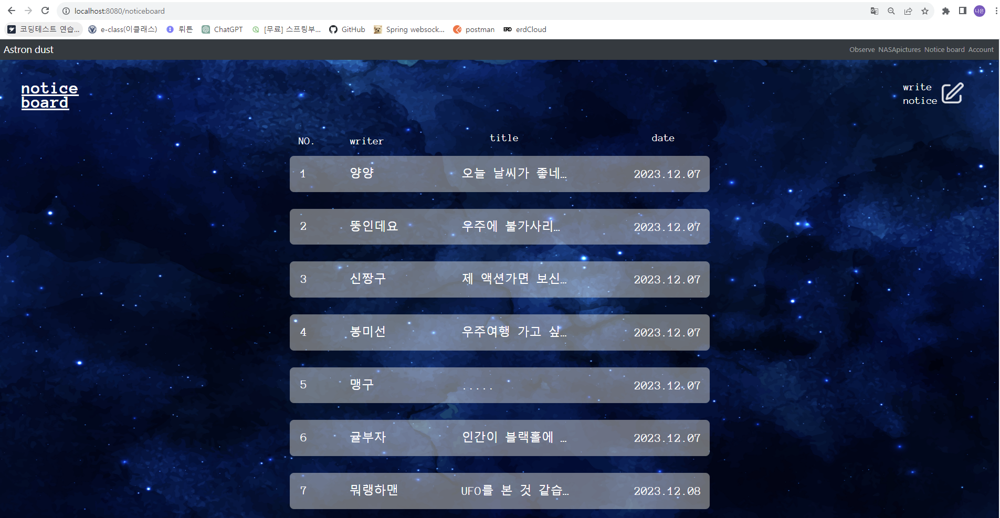 localhost:8080/noticeboard
나은
코딩테스트 연습...
e-class(이클래스)
뤼튼
ChatGPT
[무료] 스프링부...
GitHub
Spring websock...
postman
ERD erdCloud
Astron dust
Observe NASApictures Notice board Account
notice
board
write
notice
NO. writer title date
1 양양 오늘 날씨가 좋네… 2023.12.07
2 뚱인데요 우주에 불가사리… 2023.12.07
3 신짱구 제 액션가면 보신… 2023.12.07
4 봉미선 우주여행 가고 싶… 2023.12.07
5 맹구 ..... 2023.12.07
6 귤부자 인간이 블랙홀에 … 2023.12.07
7 뭐랭하맨 UFO를 본 것 같습… 2023.12.08